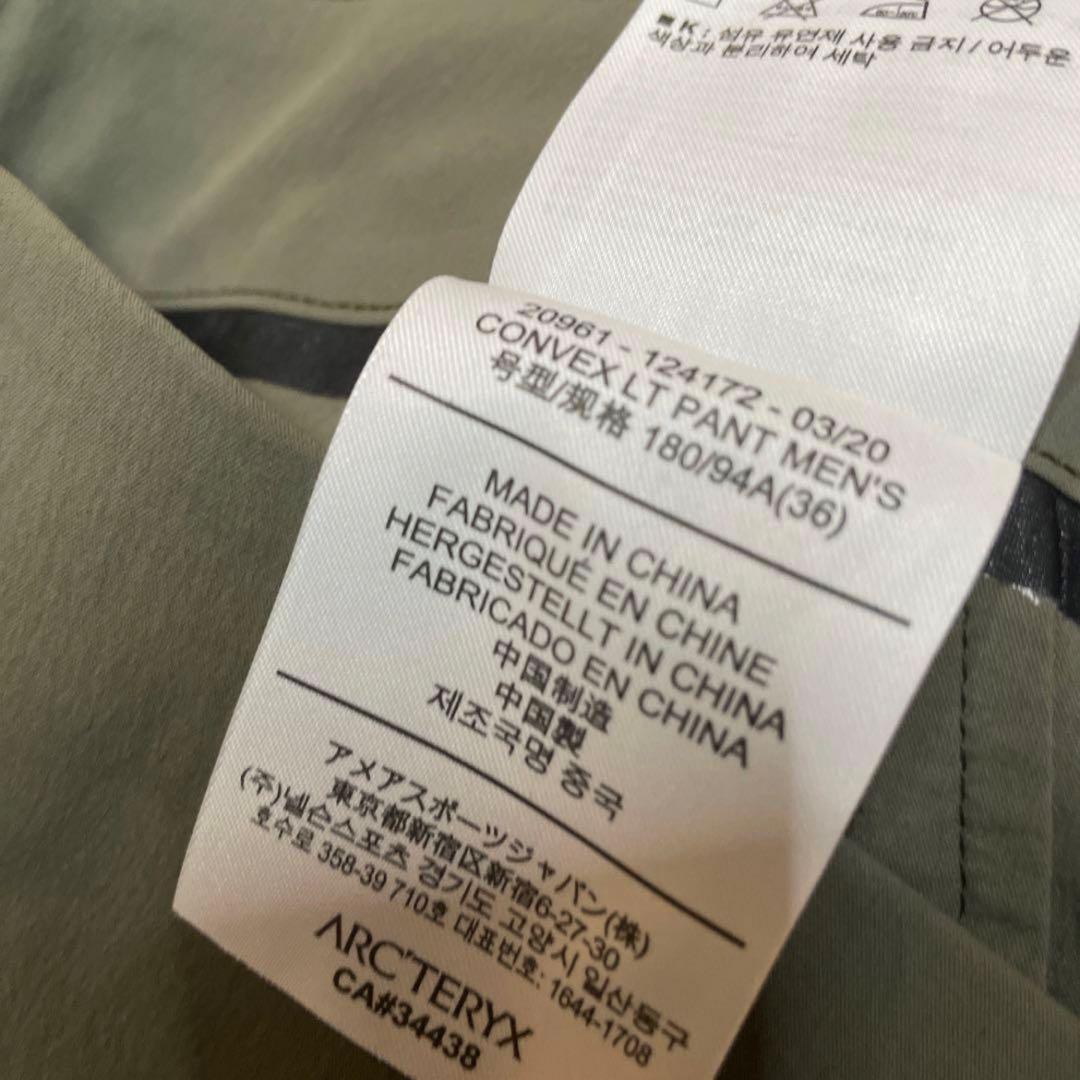 K : 섬유 유연제 사용 금지 / 어두운
색상과 분리하여 세탁
20961 - 124172 - 03/20
CONVEX LT PANT MEN'S
号型/规格 180/94A(36)
MADE IN CHINA
FABRIQUÉ EN CHINE
HERGESTELLT IN CHINA
FABRICADO EN CHINA
中国制造
中国製
제조국명 중국
アメアスポーツジャパン(株)
東京都新宿区新宿6-27-30
(주)넬슨스포츠 경기도 고양시 일산동구
호수로 358-39 710호 대표번호: 1644-1708
ARC'TERYX
CA#34438